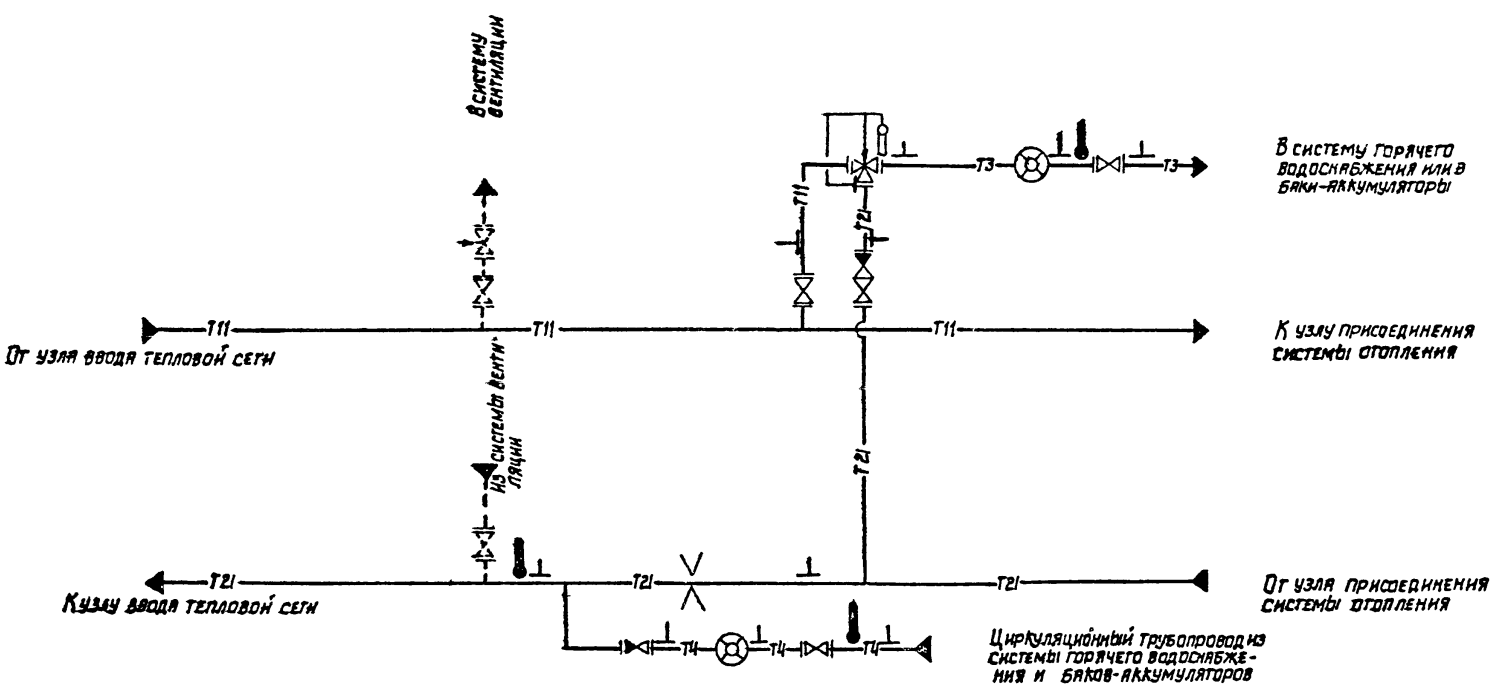 В СИСТЕМУ
ВЕНТИЛЯЦИИ
Т3
Т3
В СИСТЕМУ ГОРЯЧЕГО
ВОДОСНАБЖЕНИЯ ИЛИ В
БАКИ-АККУМУЛЯТОРЫ
Т11
Т21
Т11
Т11
Т11
ОТ УЗЛА ВВОДА ТЕПЛОВОЙ СЕТИ
К УЗЛУ ПРИСОЕДИНЕНИЯ
СИСТЕМЫ ОТОПЛЕНИЯ
ИЗ СИСТЕМЫ ВЕНТИ-
ЛЯЦИИ
Т21
Т21
Т21
Т21
К УЗЛУ ВВОДА ТЕПЛОВОЙ СЕТИ
ОТ УЗЛА ПРИСОЕДИНЕНИЯ
СИСТЕМЫ ОТОПЛЕНИЯ
Т4
Т4
Т4
ЦИРКУЛЯЦИОННЫЙ ТРУБОПРОВОД ИЗ
СИСТЕМЫ ГОРЯЧЕГО ВОДОСНАБЖЕ-
НИЯ И БАКОВ-АККУМУЛЯТОРОВ